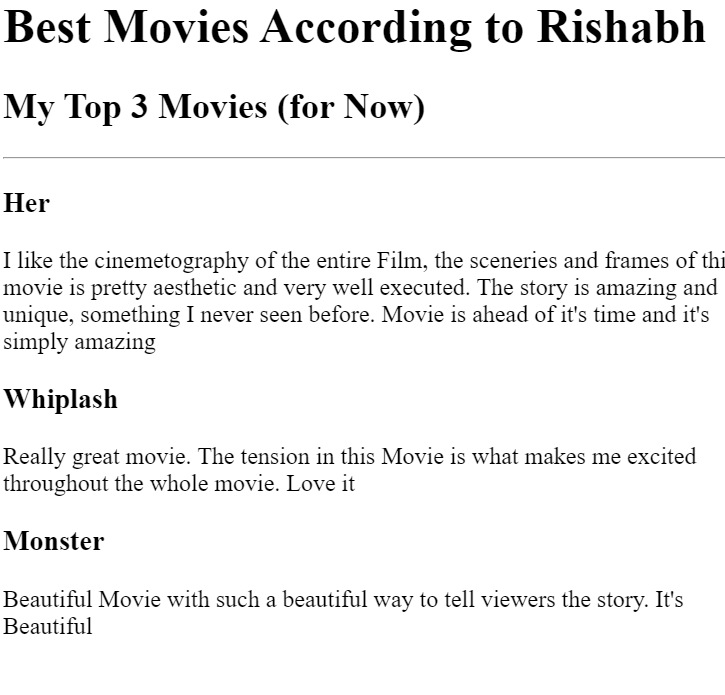 Best Movies According to Rishabh
My Top 3 Movies (for Now)
Her
I like the cinemetography of the entire Film, the sceneries and frames of thi
movie is pretty aesthetic and very well executed. The story is amazing and
unique, something I never seen before. Movie is ahead of it's time and it's
simply amazing
Whiplash
Really great movie. The tension in this Movie is what makes me excited
throughout the whole movie. Love it
Monster
Beautiful Movie with such a beautiful way to tell viewers the story. It's
Beautiful